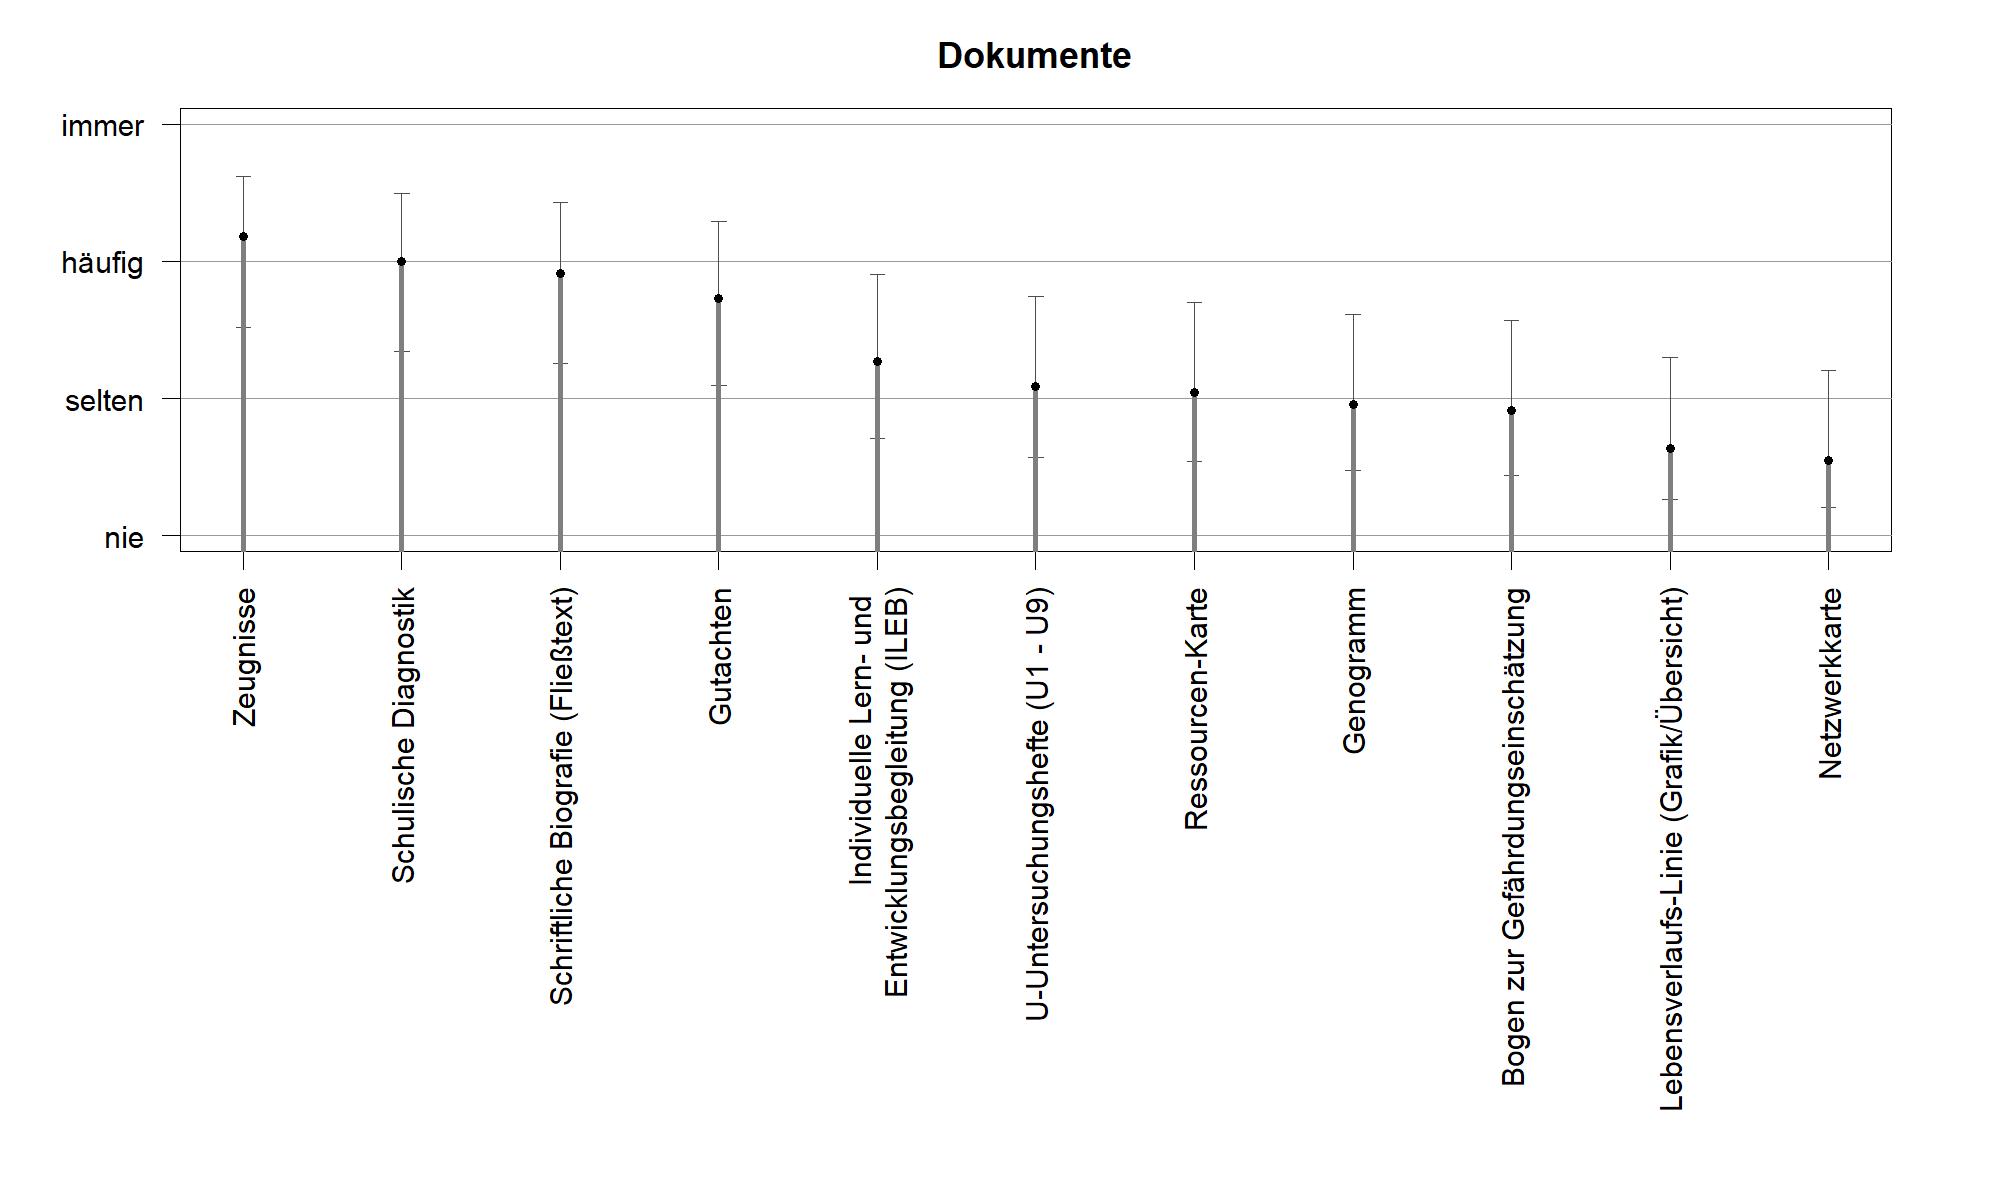 Dokumente
immer
häufig
selten
nie
Zeugnisse
Schulische Diagnostik
Schriftliche Biografie (Fließtext)
Gutachten
Individuelle Lern- und
Entwicklungsbegleitung (ILEB)
U-Untersuchungshefte (U1 - U9)
Ressourcen-Karte
Genogramm
Bogen zur Gefährdungseinschätzung
Lebensverlaufs-Linie (Grafik/Übersicht)
Netzwerkkarte